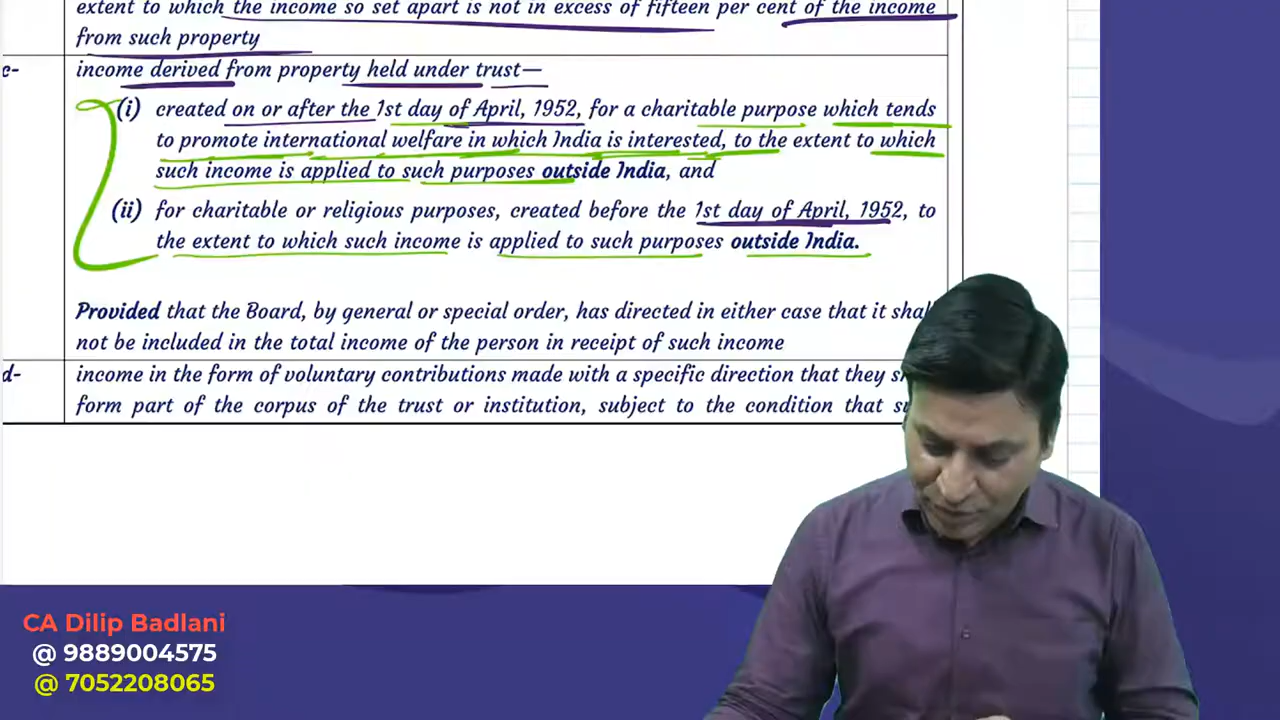 extent to which the income so set apart is not in excess of fifteen per cent of the income
from such property
c- income derived from property held under trust—
(i) created on or after the 1st day of April, 1952, for a charitable purpose which tends
to promote international welfare in which India is interested, to the extent to which
such income is applied to such purposes outside India, and
(ii) for charitable or religious purposes, created before the 1st day of April, 1952, to
the extent to which such income is applied to such purposes outside India.
Provided that the Board, by general or special order, has directed in either case that it
not be included in the total income of the person in receipt of such income
d- income in the form of voluntary contributions made with a specific direction that they
form part of the corpus of the trust or institution, subject to the condition that
CA Dilip Badlani
@ 9889004575
@ 7052208065